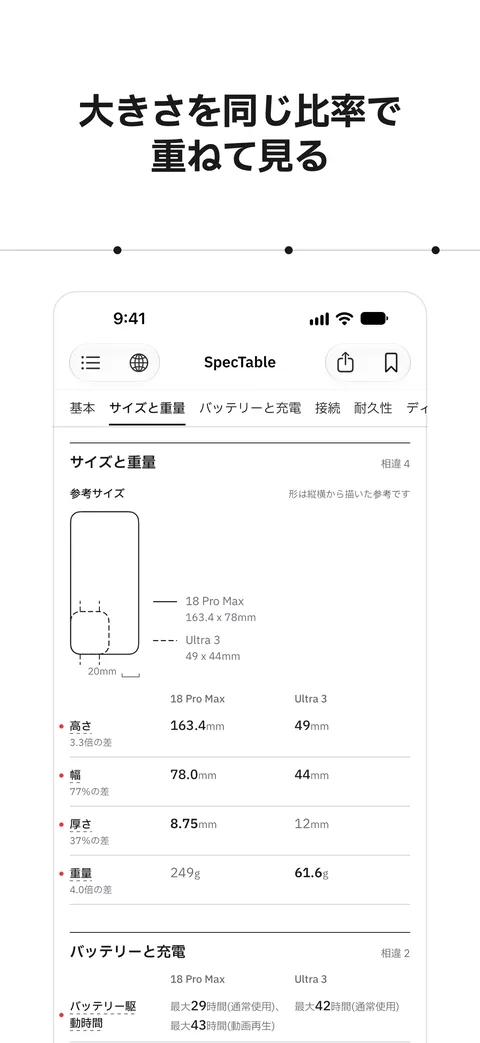 大きさを同じ比率で
重ねて見る
9:41
SpecTable
基本 サイズと重量 バッテリーと充電 接続 耐久性 ディ
サイズと重量 相違 4
参考サイズ 形は縦横から描いた参考です
18 Pro Max
163.4 x 78mm
Ultra 3
49 x 44mm
20mm
18 Pro Max Ultra 3
高さ 163.4mm 49mm
3.3倍の差
幅 78.0mm 44mm
77%の差
厚さ 8.75mm 12mm
37%の差
重量 249g 61.6g
4.0倍の差
バッテリーと充電 相違 2
18 Pro Max Ultra 3
バッテリー駆 最大29時間(通常使用)、 最大42時間(通常使用)
動時間 最大43時間(動画再生)